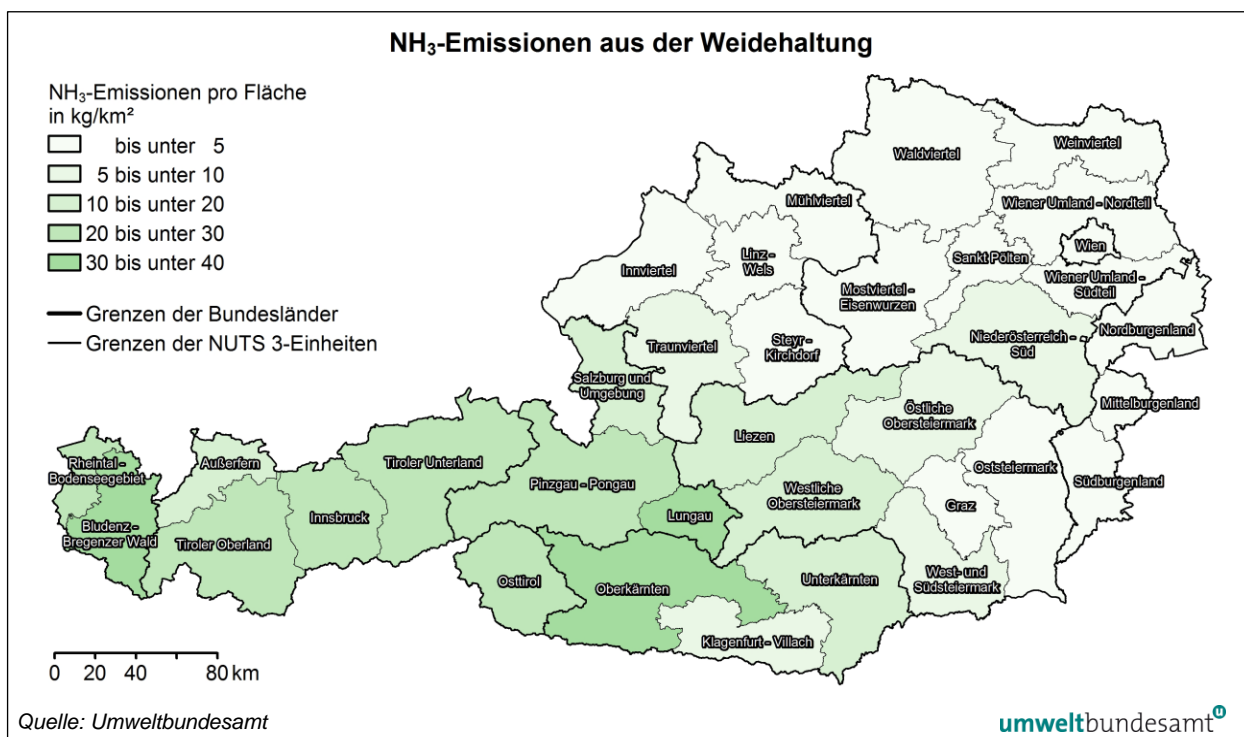 NH₃-Emissionen aus der Weidehaltung
NH₃-Emissionen pro Fläche
in kg/km²
bis unter 5
5 bis unter 10
10 bis unter 20
20 bis unter 30
30 bis unter 40
Grenzen der Bundesländer
Grenzen der NUTS 3-Einheiten
Waldviertel
Weinviertel
Mühlviertel
Wiener Umland - Nordteil
Wien
Linz -
Wels
Sankt Pölten
Innviertel
Wiener Umland -
Südteil
Mostviertel -
Eisenwurzen
Nordburgenland
Traunviertel
Steyr -
Kirchdorf
Niederösterreich -
Süd
Salzburg und
Umgebung
Mittelburgenland
Östliche
Obersteiermark
Liezen
Rheintal -
Bodenseegebiet
Außerfern
Tiroler Unterland
Oststeiermark
Südburgenland
Pinzgau - Pongau
Westliche
Obersteiermark
Graz
Innsbruck
Lungau
Bludenz -
Bregenzer Wald
Tiroler Oberland
Osttirol
Oberkärnten
Unterkärnten
West- und
Südsteiermark
Klagenfurt - Villach
0 20 40 80 km
Quelle: Umweltbundesamt
umweltbundesamt u